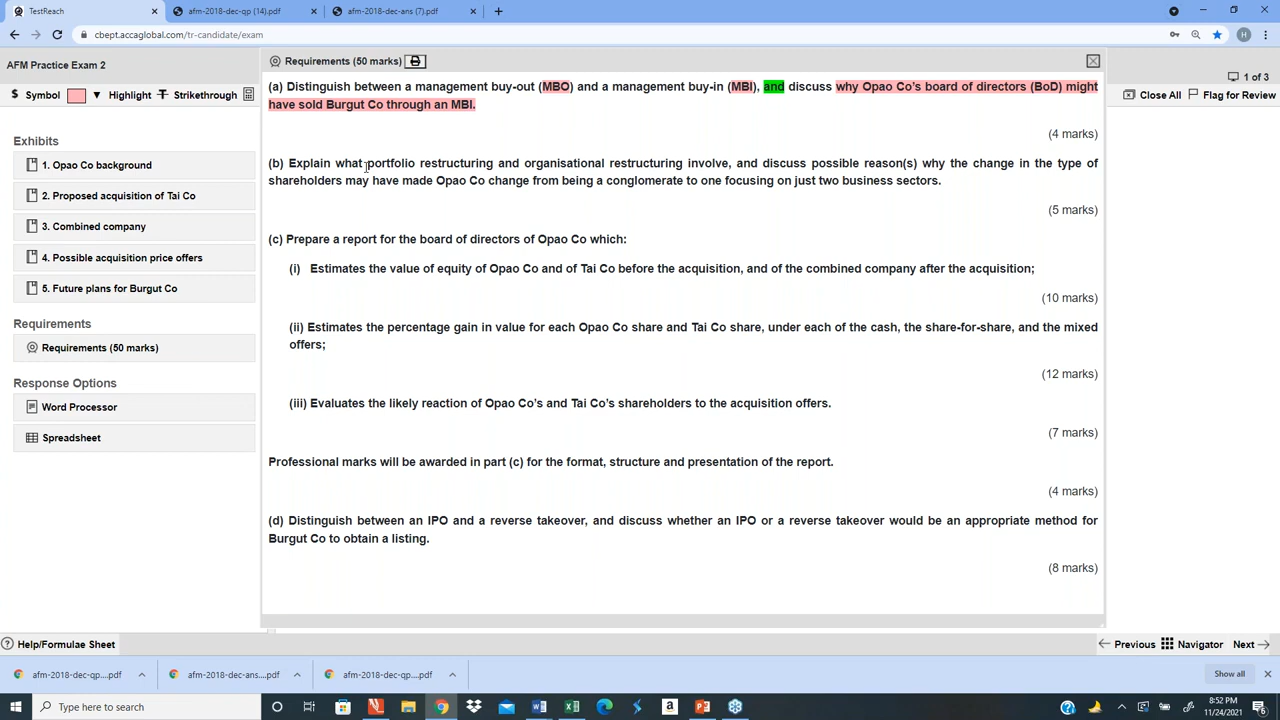 TestReach
afm-2018-dec-qp (14).pdf
afm-2018-dec-ans (7).pdf
cbept.accaglobal.com/tr-candidate/exam
H
AFM Practice Exam 2
Requirements (50 marks)
1 of 3
Symbol
Highlight
Strikethrough
Close All
Flag for Review
(a) Distinguish between a management buy-out (MBO) and a management buy-in (MBI), and discuss why Opao Co's board of directors (BoD) might
have sold Burgut Co through an MBI.
(4 marks)
Exhibits
1. Opao Co background
2. Proposed acquisition of Tai Co
3. Combined company
4. Possible acquisition price offers
5. Future plans for Burgut Co
Requirements
Requirements (50 marks)
Response Options
Word Processor
Spreadsheet
(b) Explain what portfolio restructuring and organisational restructuring involve, and discuss possible reason(s) why the change in the type of
shareholders may have made Opao Co change from being a conglomerate to one focusing on just two business sectors.
(5 marks)
(c) Prepare a report for the board of directors of Opao Co which:
(i) Estimates the value of equity of Opao Co and of Tai Co before the acquisition, and of the combined company after the acquisition;
(10 marks)
(ii) Estimates the percentage gain in value for each Opao Co share and Tai Co share, under each of the cash, the share-for-share, and the mixed
offers;
(12 marks)
(iii) Evaluates the likely reaction of Opao Co's and Tai Co's shareholders to the acquisition offers.
(7 marks)
Professional marks will be awarded in part (c) for the format, structure and presentation of the report.
(4 marks)
(d) Distinguish between an IPO and a reverse takeover, and discuss whether an IPO or a reverse takeover would be an appropriate method for
Burgut Co to obtain a listing.
(8 marks)
Help/Formulae Sheet
Previous
Navigator
Next
afm-2018-dec-qp....pdf
afm-2018-dec-ans....pdf
afm-2018-dec-qp....pdf
Show all
Type here to search
8:52 PM
11/24/2021